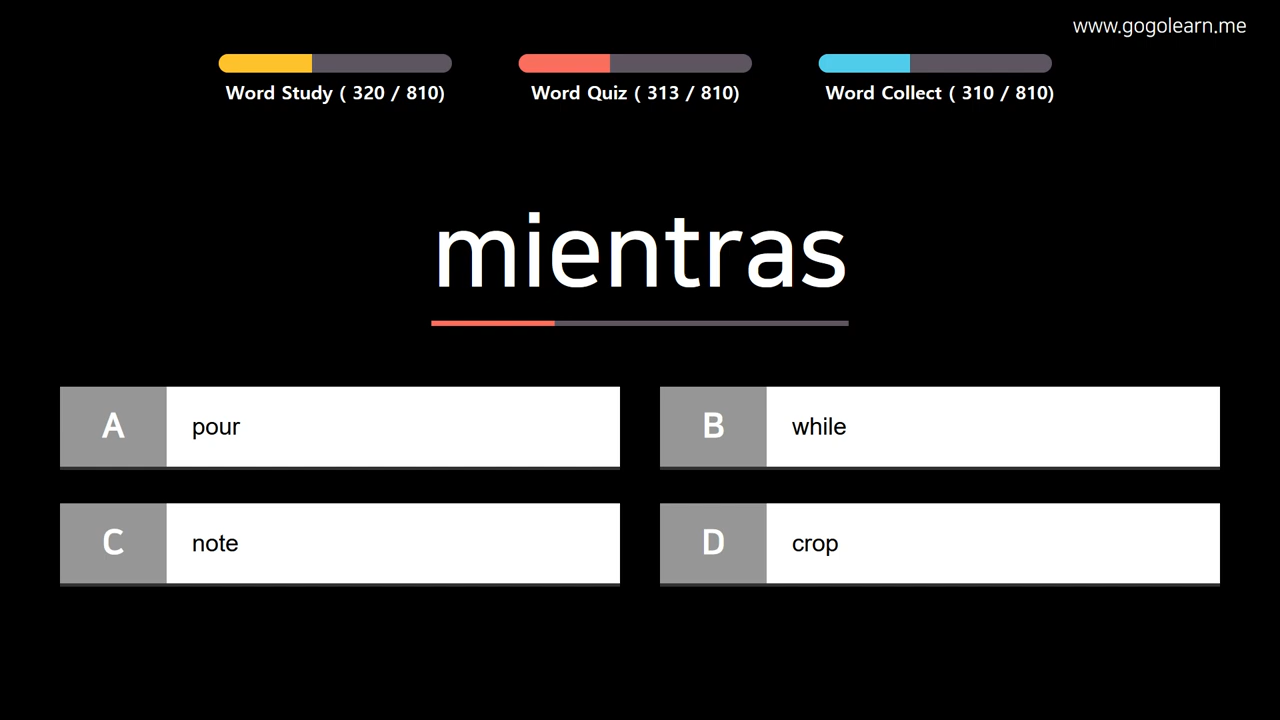 www.gogolearn.me
Word Study ( 320 / 810)
Word Quiz ( 313 / 810)
Word Collect ( 310 / 810)
mientras
A pour
B while
C note
D crop